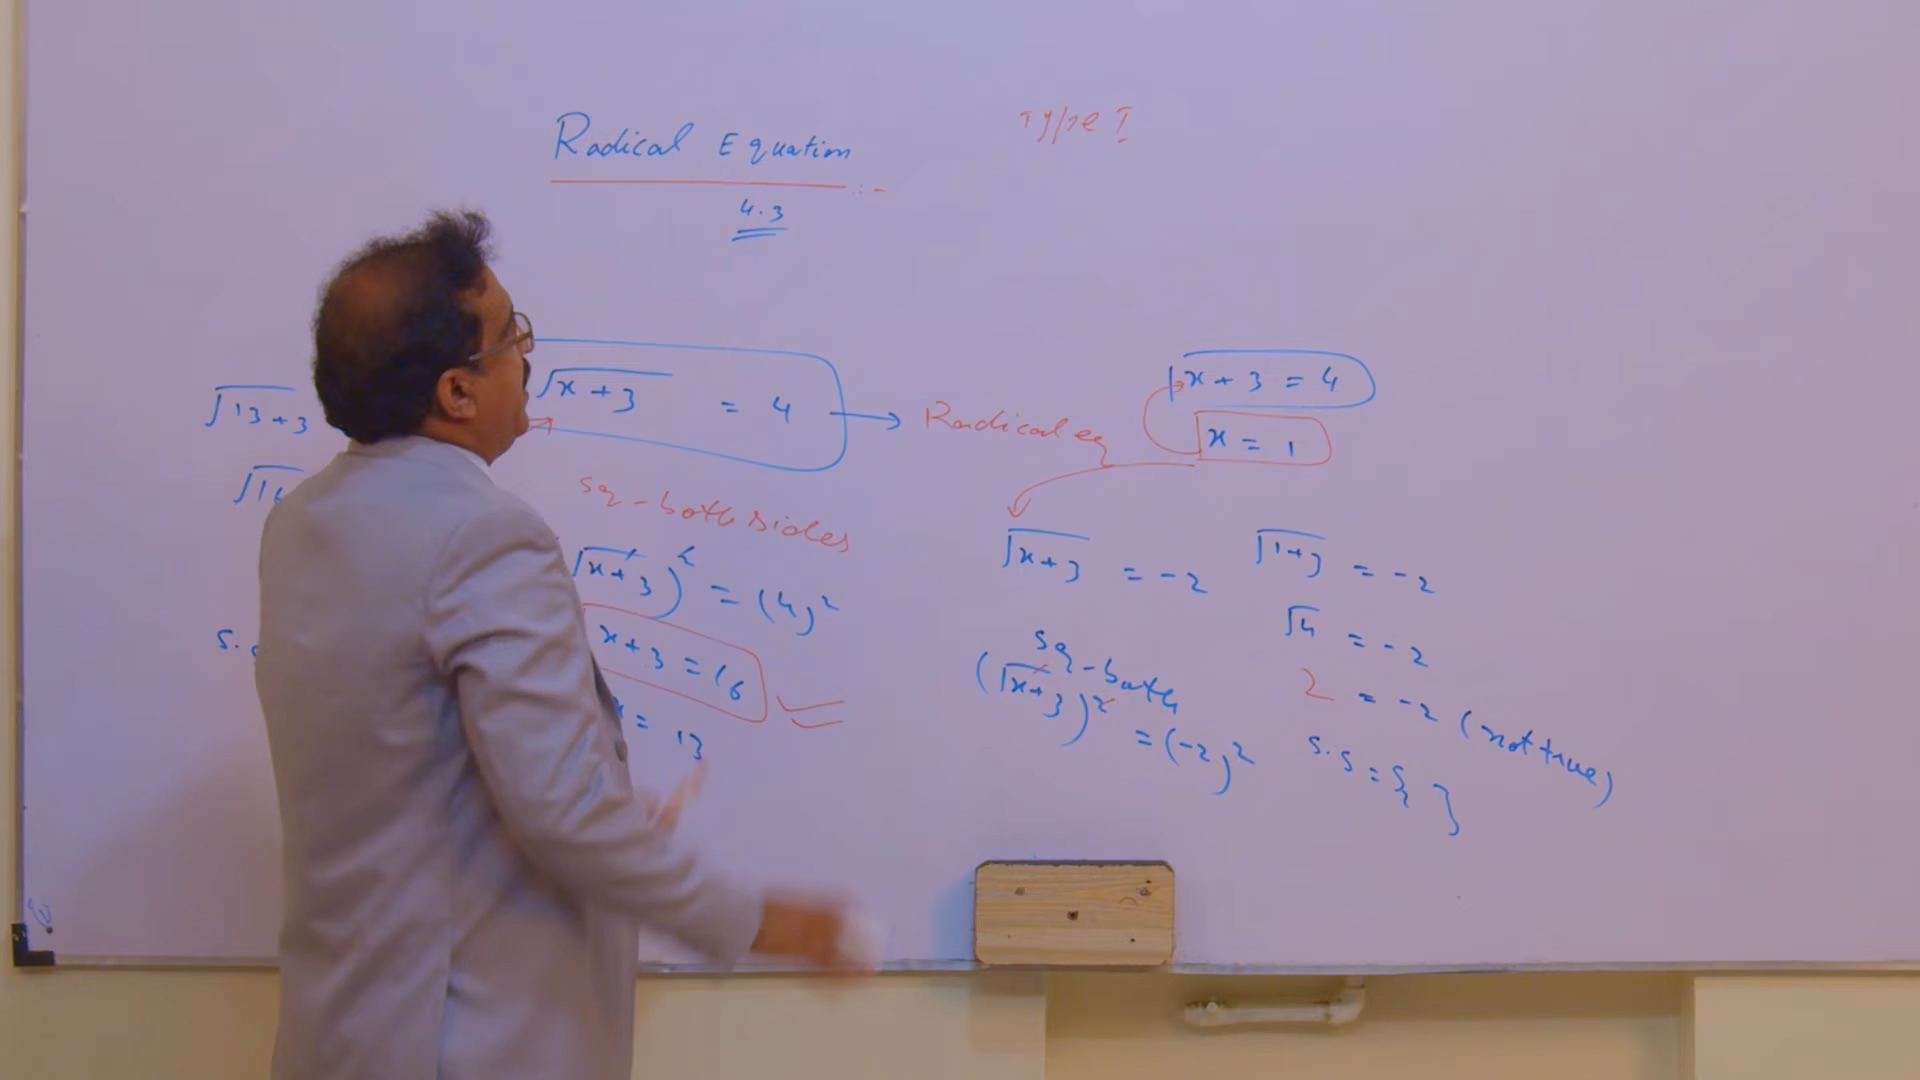 Radical Equation :-
4.3
Type I
√13+3
√16
S.S
√x+3 = 4 → Radical eq
sq-both sides
√x+3)² = (4)²
x+3 = 16
x = 13
x + 3 = 4
x = 1
√x+3 = -2
sq-both
(√x+3)² = (-2)²
√1+3 = -2
√4 = -2
2 = -2 (not true)
S.S = { }